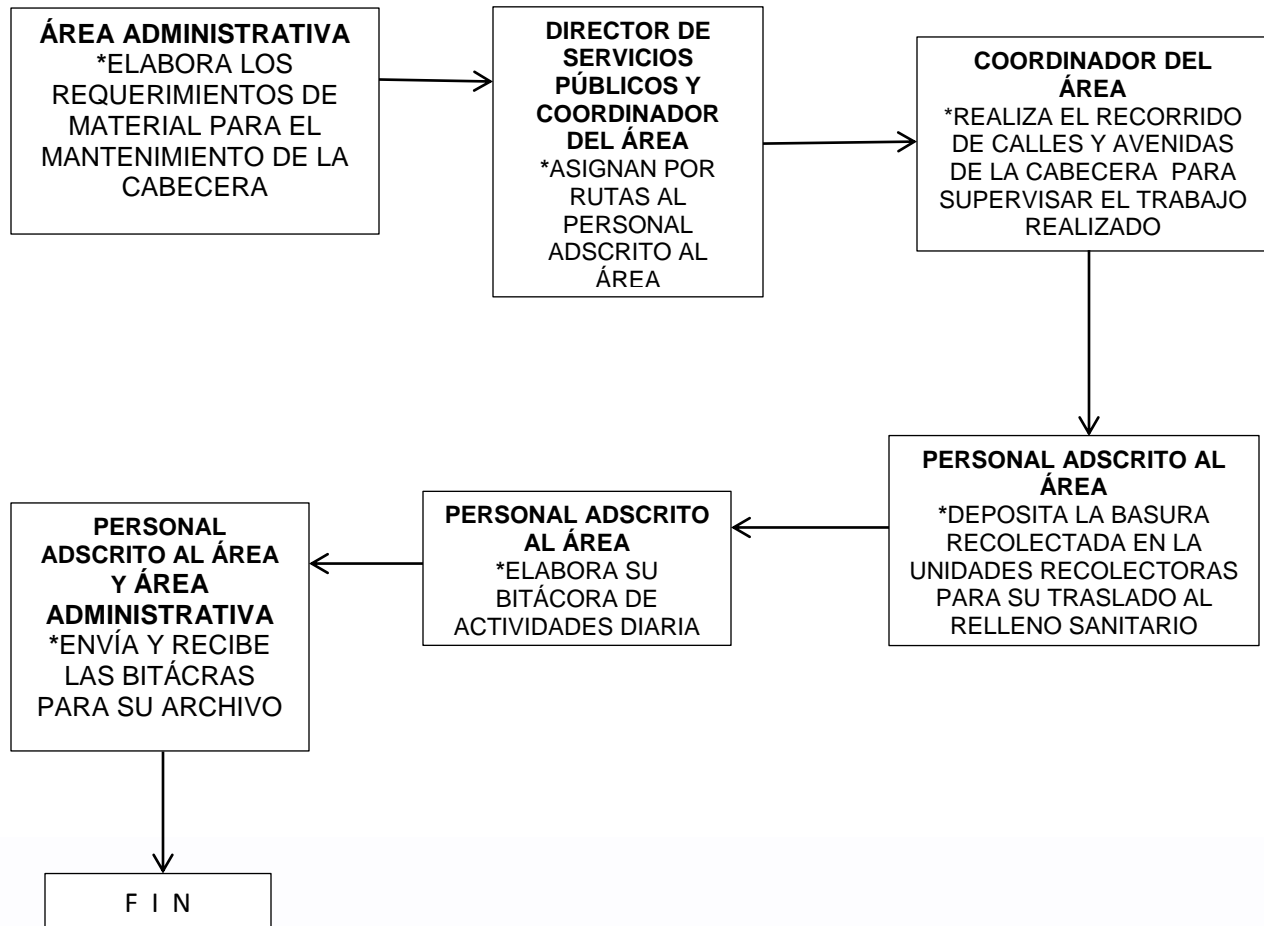 ÁREA ADMINISTRATIVA
*ELABORA LOS
REQUERIMIENTOS DE
MATERIAL PARA EL
MANTENIMIENTO DE LA
CABECERA
DIRECTOR DE
SERVICIOS
PÚBLICOS Y
COORDINADOR
DEL ÁREA
*ASIGNAN POR
RUTAS AL
PERSONAL
ADSCRITO AL
ÁREA
COORDINADOR DEL
ÁREA
*REALIZA EL RECORRIDO
DE CALLES Y AVENIDAS
DE LA CABECERA PARA
SUPERVISAR EL TRABAJO
REALIZADO
PERSONAL ADSCRITO AL
ÁREA
*DEPOSITA LA BASURA
RECOLECTADA EN LA
UNIDADES RECOLECTORAS
PARA SU TRASLADO AL
RELLENO SANITARIO
PERSONAL ADSCRITO
AL ÁREA
*ELABORA SU
BITÁCORA DE
ACTIVIDADES DIARIA
PERSONAL
ADSCRITO AL ÁREA
Y ÁREA
ADMINISTRATIVA
*ENVÍA Y RECIBE
LAS BITÁCRAS
PARA SU ARCHIVO
F I N